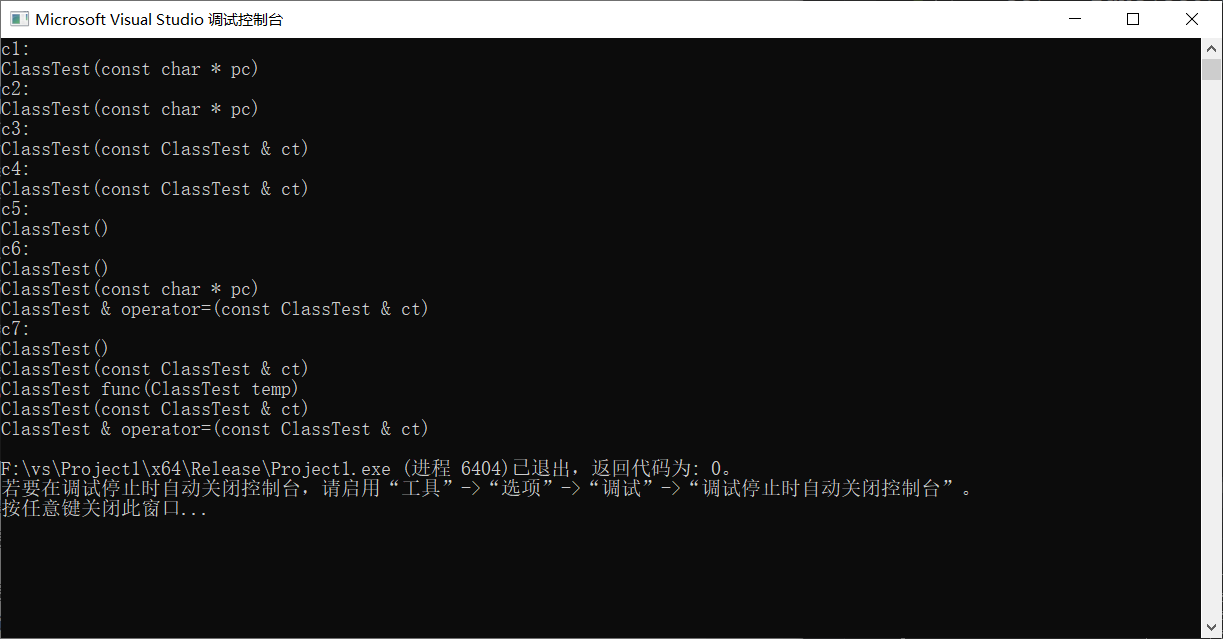 Microsoft Visual Studio 调试控制台
c1:
ClassTest(const char * pc)
c2:
ClassTest(const char * pc)
c3:
ClassTest(const ClassTest & ct)
c4:
ClassTest(const ClassTest & ct)
c5:
ClassTest()
c6:
ClassTest()
ClassTest(const char * pc)
ClassTest & operator=(const ClassTest & ct)
c7:
ClassTest()
ClassTest(const ClassTest & ct)
ClassTest func(ClassTest temp)
ClassTest(const ClassTest & ct)
ClassTest & operator=(const ClassTest & ct)
F:\vs\Project1\x64\Release\Project1.exe (进程 6404)已退出，返回代码为: 0。
若要在调试停止时自动关闭控制台，请启用“工具”->“选项”->“调试”->“调试停止时自动关闭控制台”。
按任意键关闭此窗口...